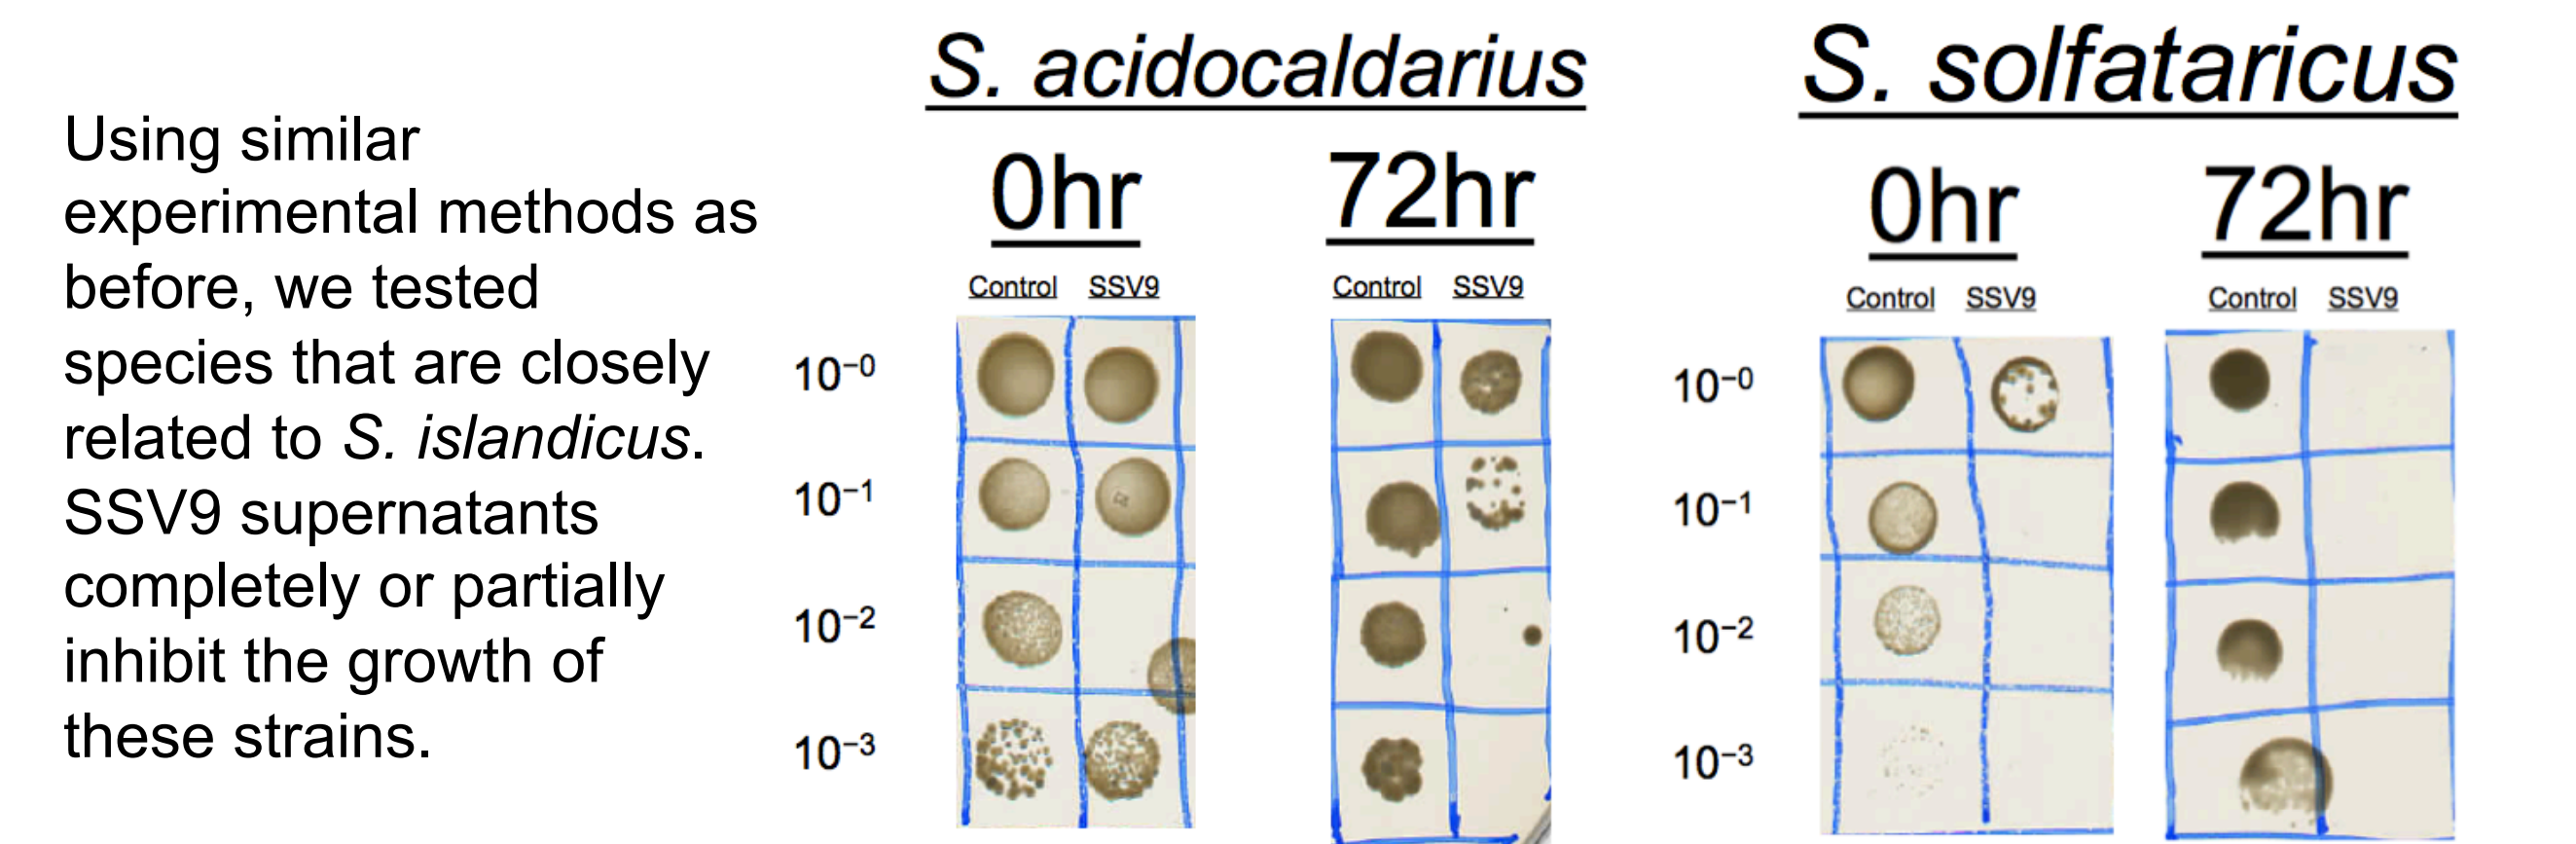 Using similar
experimental methods as
before, we tested
species that are closely
related to S. islandicus.
SSV9 supernatants
completely or partially
inhibit the growth of
these strains.
S. acidocaldarius
0hr 72hr
Control SSV9 Control SSV9
10⁻⁰
10⁻¹
10⁻²
10⁻³
S. solfataricus
0hr 72hr
Control SSV9 Control SSV9
10⁻⁰
10⁻¹
10⁻²
10⁻³